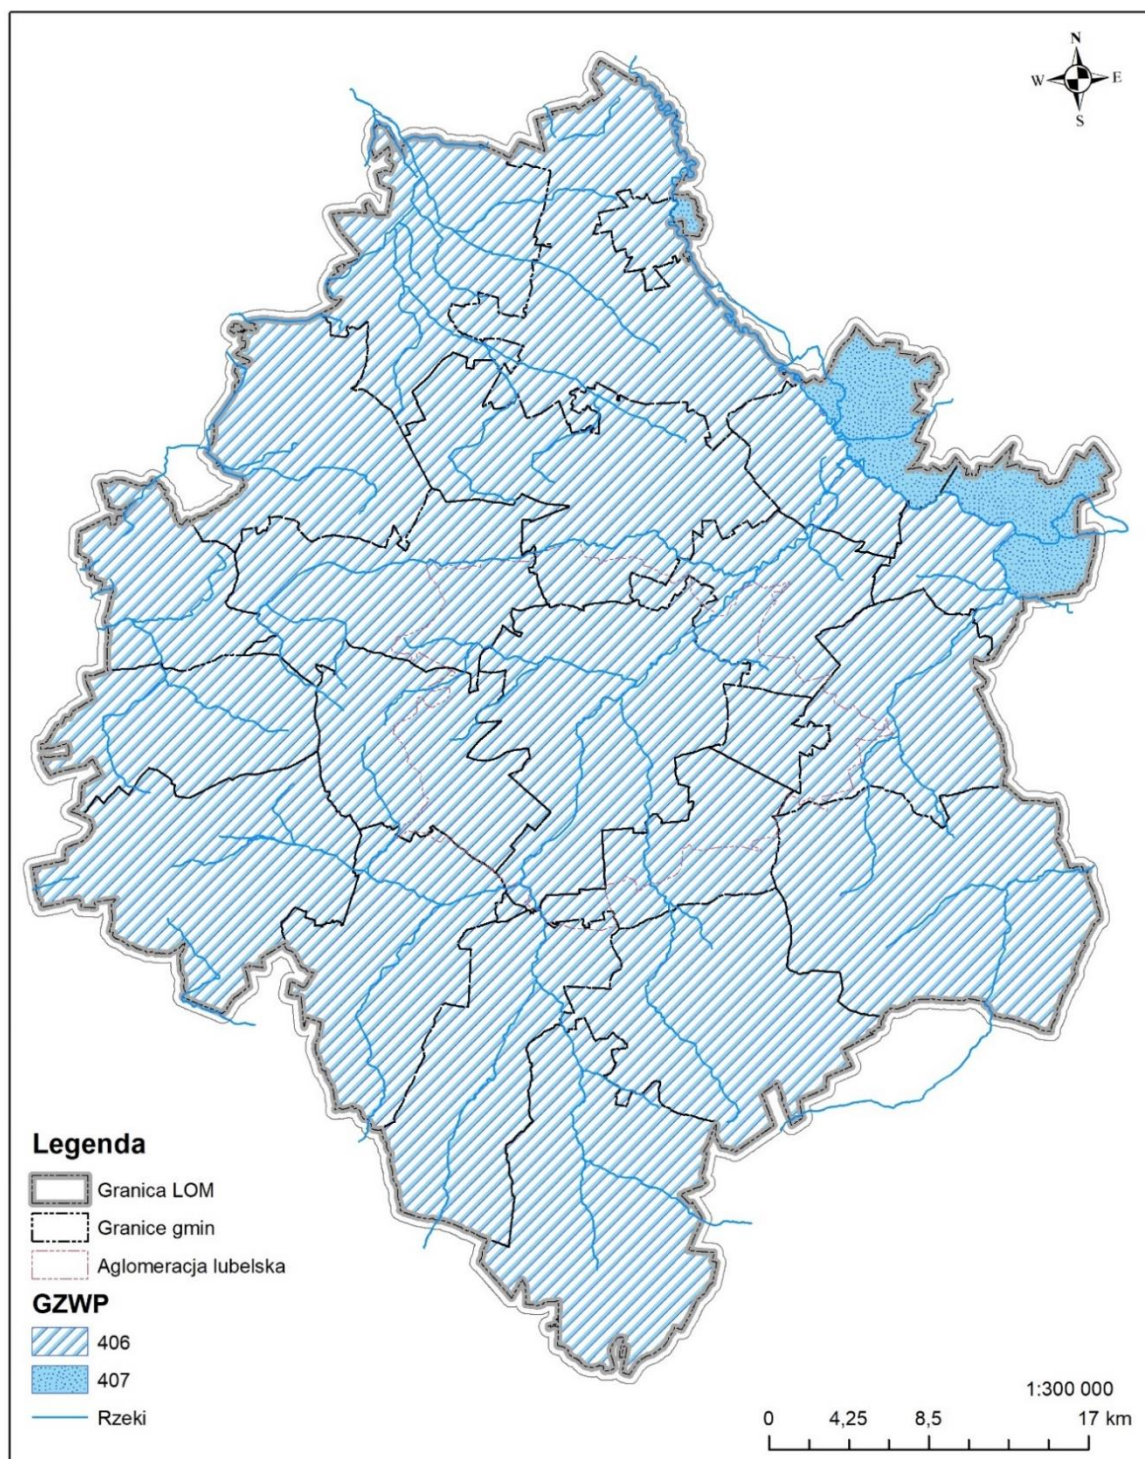 N
W E
S
Legenda
Granica LOM
Granice gmin
Aglomeracja lubelska
GZWP
406
407
Rzeki
1:300 000
0 4,25 8,5 17 km